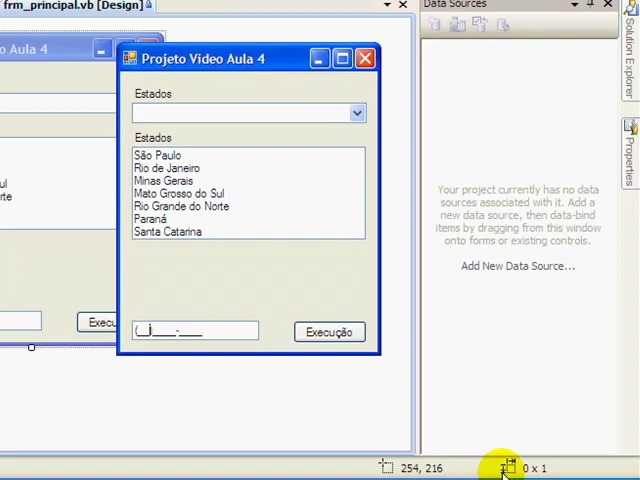 frm_principal.vb [Design]
Data Sources
o Aula 4
Projeto Video Aula 4
Solution Explorer
Properties
Estados
Estados
São Paulo
Rio de Janeiro
Minas Gerais
Mato Grosso do Sul
Rio Grande do Norte
Paraná
Santa Catarina
ul
rte
Your project currently has no data
sources associated with it. Add a
new data source, then data-bind
items by dragging from this window
onto forms or existing controls.
Add New Data Source...
Execu
(__)____-____
Execução
254, 216
0 x 1